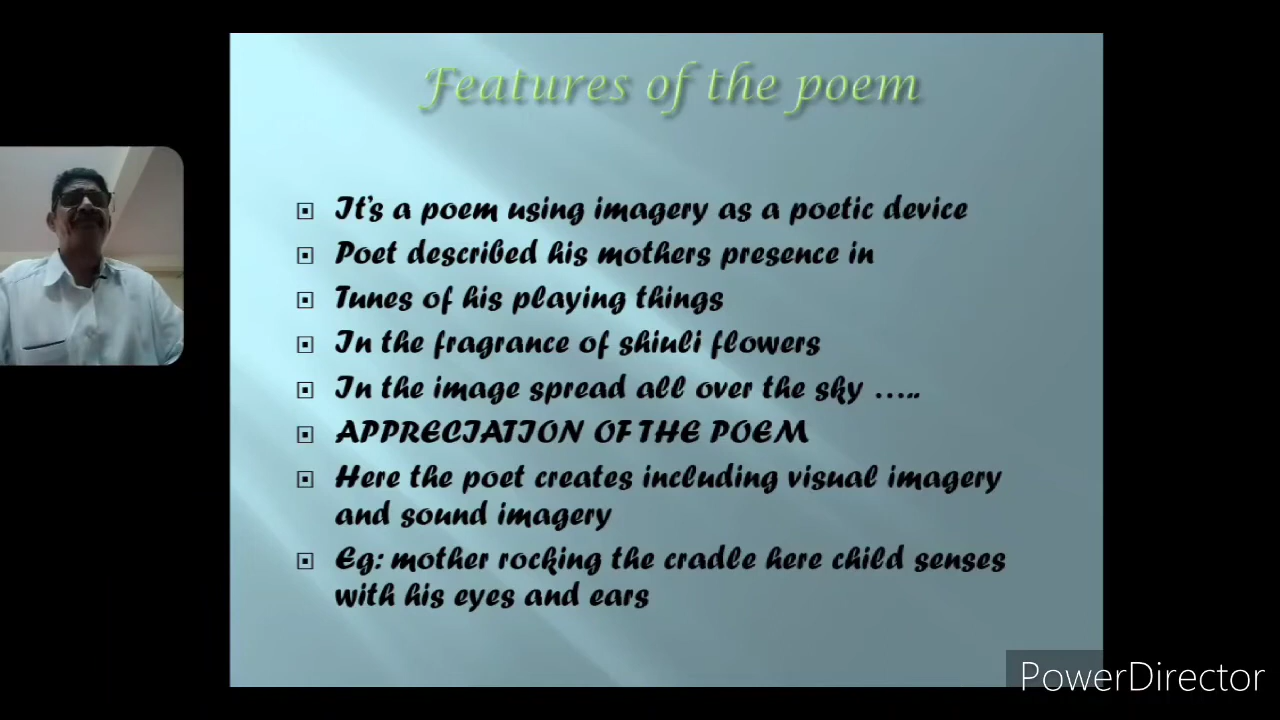 Features of the poem
It's a poem using imagery as a poetic device
Poet described his mothers presence in
Tunes of his playing things
In the fragrance of shiuli flowers
In the image spread all over the sky .....
APPRECIATION OF THE POEM
Here the poet creates including visual imagery
and sound imagery
Eg: mother rocking the cradle here child senses
with his eyes and ears
PowerDirector